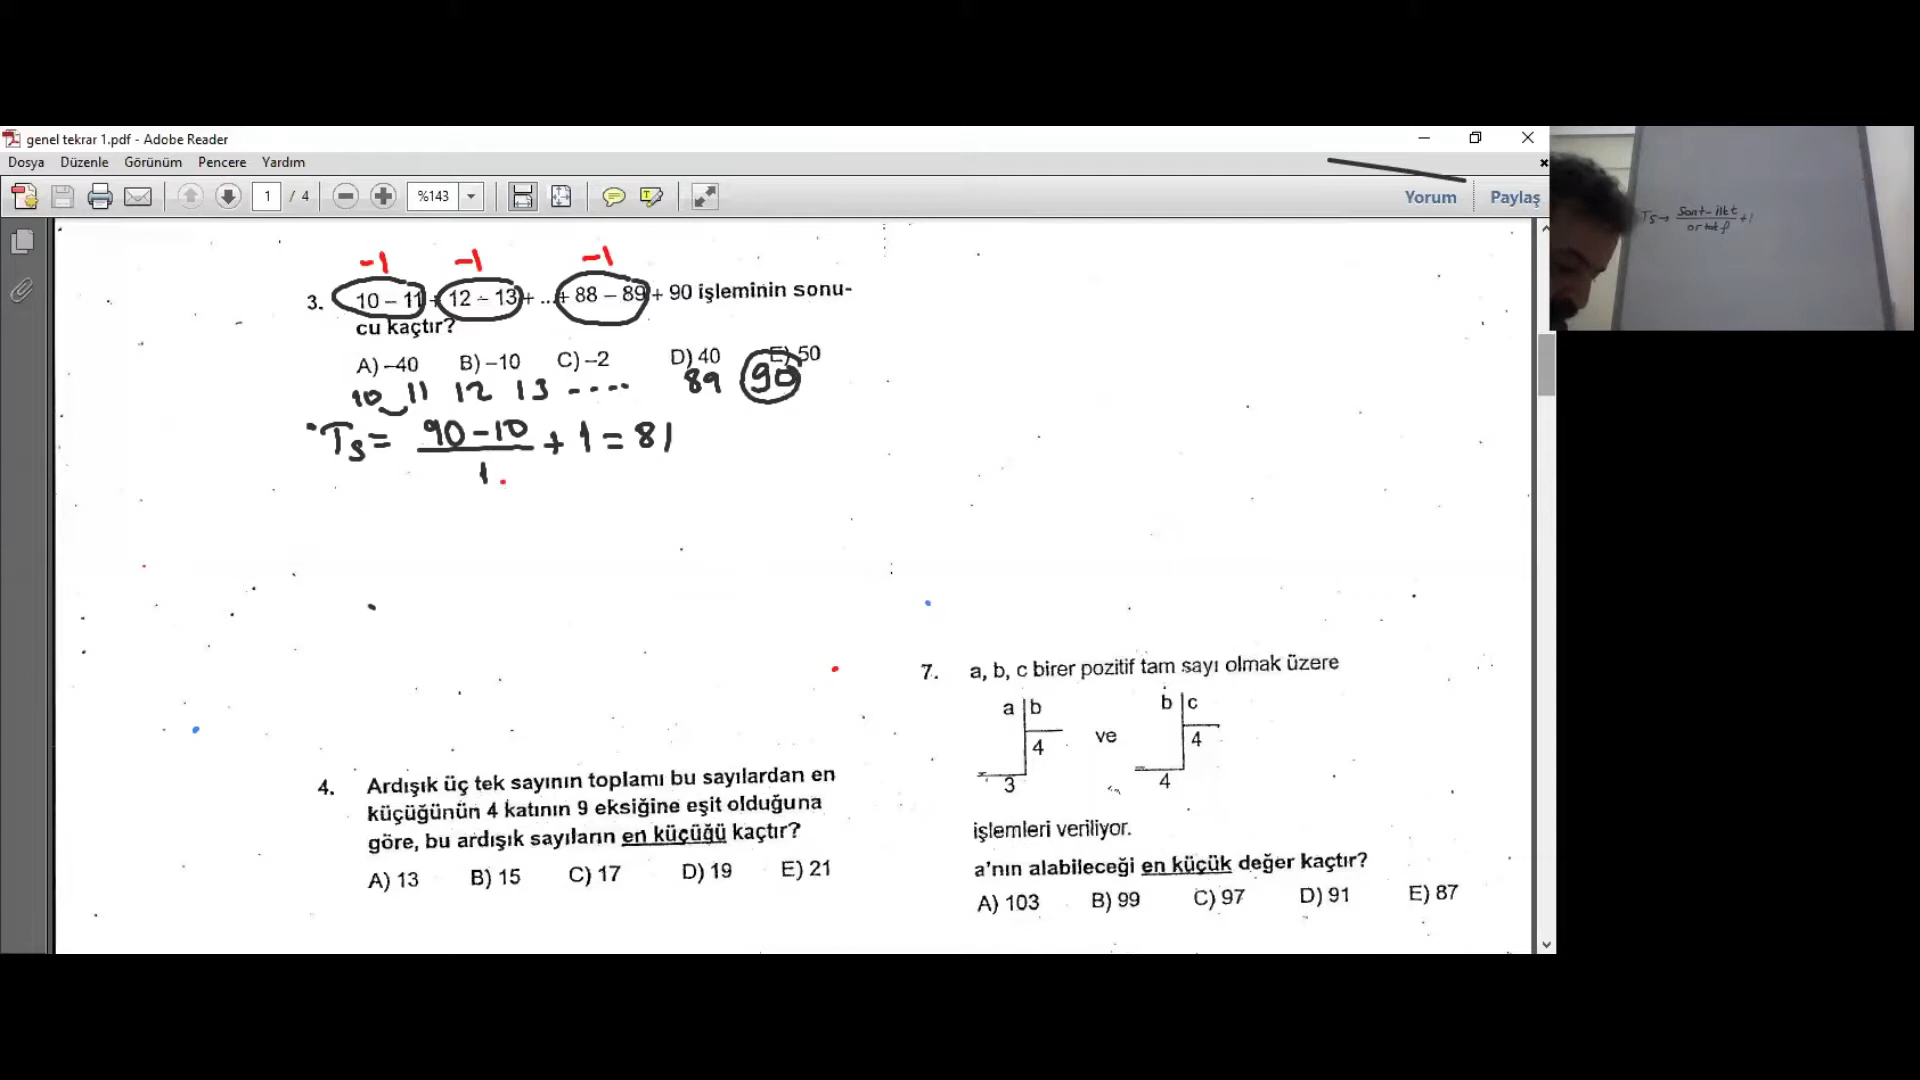 genel tekrar 1.pdf - Adobe Reader
Dosya Düzenle Görünüm Pencere Yardım
1 / 4 %143 Yorum Paylaş
Ts→ Sont-ilkt / ortak f +1
-1 -1 -1
3. 10 – 11 + 12 – 13 + ... + 88 – 89 + 90 işleminin sonu-
cu kaçtır?
A) –40 B) –10 C) –2 D) 40 E) 50
10 11 12 13 ---- 89 90
Ts = 90 - 10 / 1 + 1 = 81
4. Ardışık üç tek sayının toplamı bu sayılardan en
küçüğünün 4 katının 9 eksiğine eşit olduğuna
göre, bu ardışık sayıların en küçüğü kaçtır?
A) 13 B) 15 C) 17 D) 19 E) 21
7. a, b, c birer pozitif tam sayı olmak üzere
a b b c
4 ve 4
3 4
işlemleri veriliyor.
a’nın alabileceği en küçük değer kaçtır?
A) 103 B) 99 C) 97 D) 91 E) 87